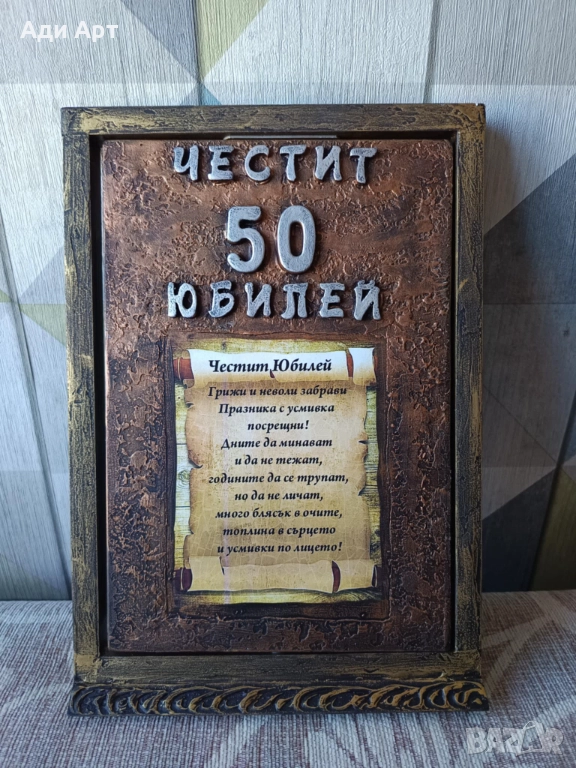 Ади Арт
ЧЕСТИТ
50
ЮБИЛЕЙ
Честит Юбилей
Грижи и неволи забрави
Празника с усмивка
посрещни!
Дните да минават
и да не тежат,
годините да се трупат,
но да не личат,
много блясък в очите,
топлина в сърцето
и усмивки по лицето!
BAZAR